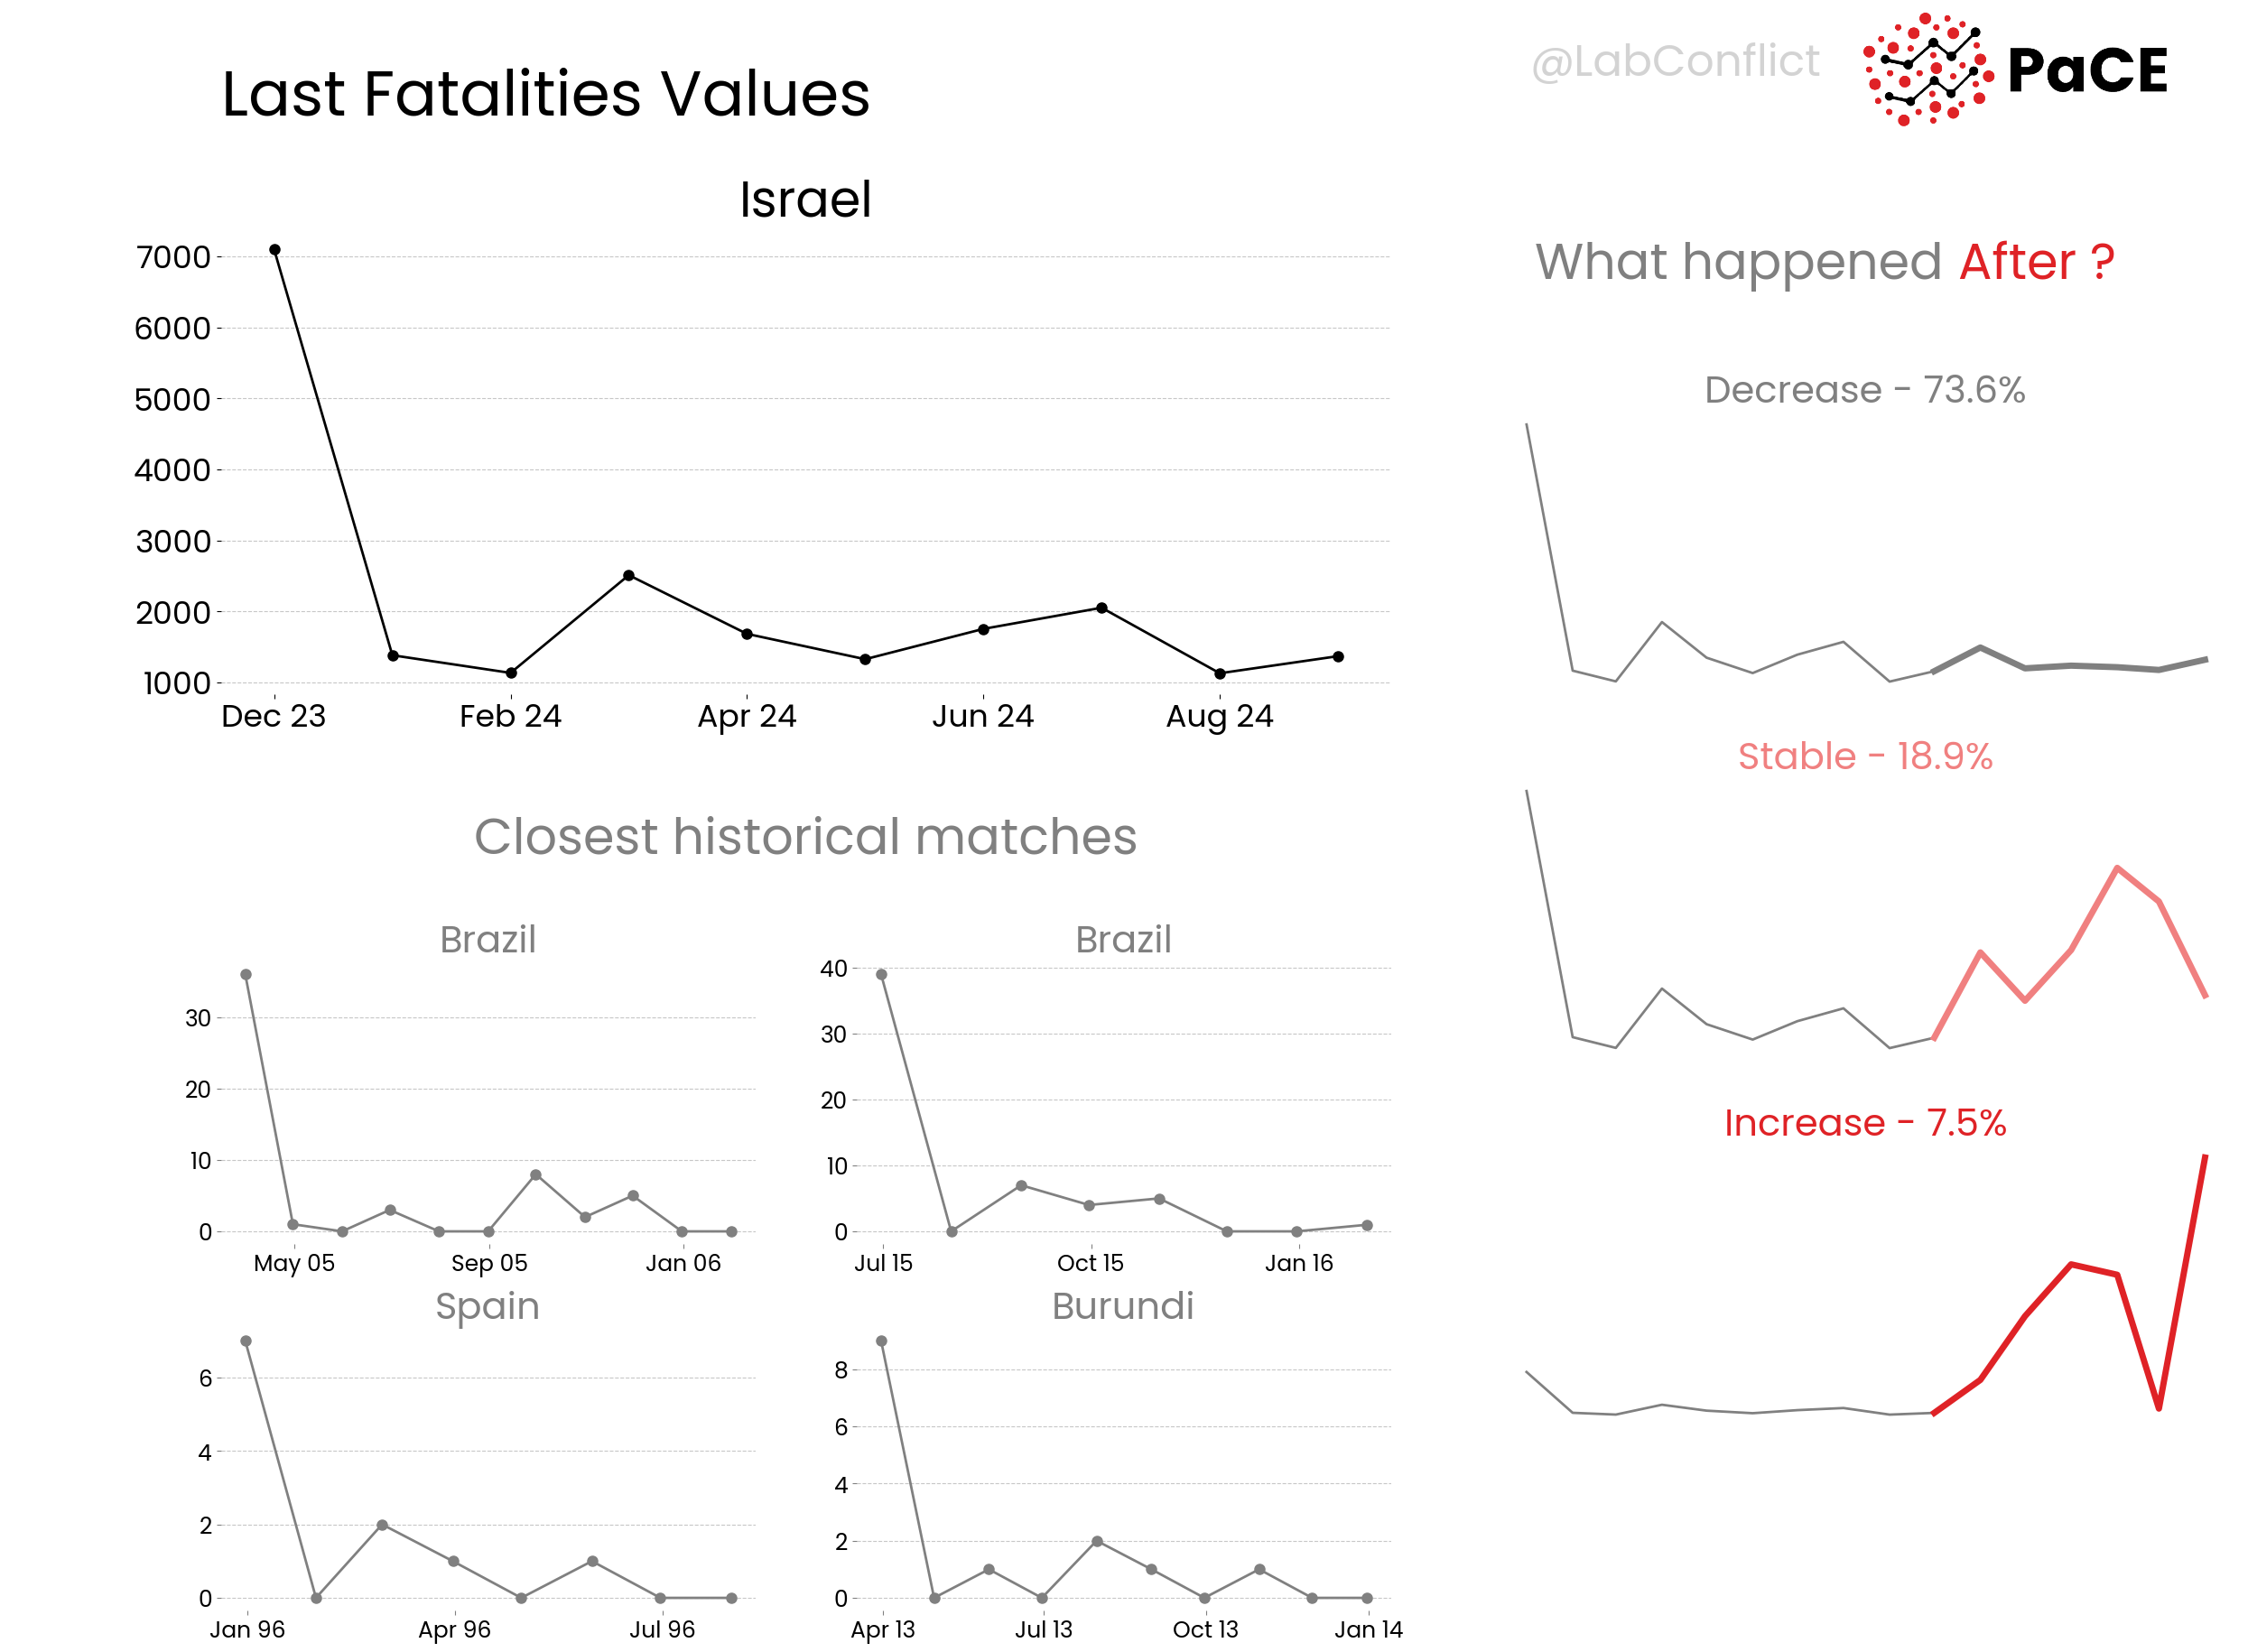 @LabConflict
PaCE
Last Fatalities Values
Israel
7000
6000
5000
4000
3000
2000
1000
Dec 23 Feb 24 Apr 24 Jun 24 Aug 24
What happened After ?
Decrease - 73.6%
Stable - 18.9%
Increase - 7.5%
Closest historical matches
Brazil
30
20
10
0
May 05 Sep 05 Jan 06
Brazil
40
30
20
10
0
Jul 15 Oct 15 Jan 16
Spain
6
4
2
0
Jan 96 Apr 96 Jul 96
Burundi
8
6
4
2
0
Apr 13 Jul 13 Oct 13 Jan 14